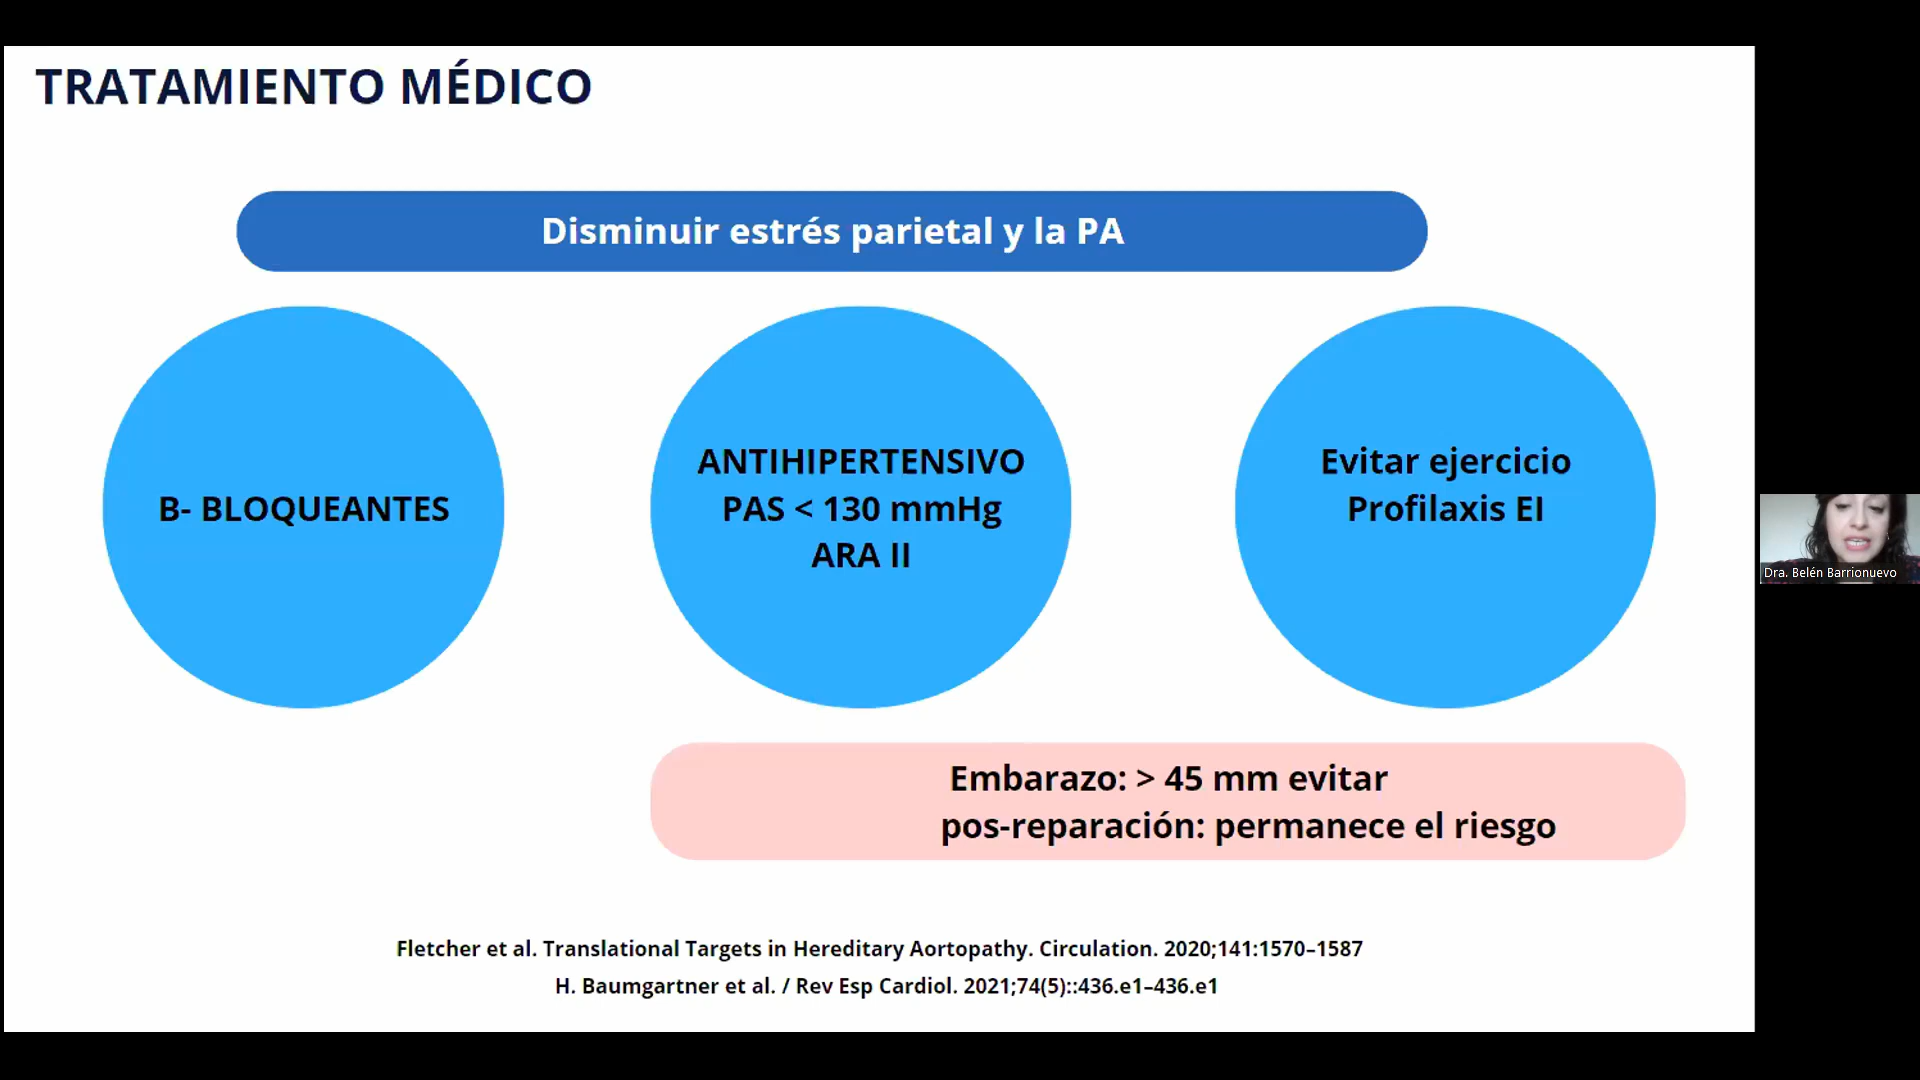 TRATAMIENTO MÉDICO
Disminuir estrés parietal y la PA
B- BLOQUEANTES
ANTIHIPERTENSIVO
PAS < 130 mmHg
ARA II
Evitar ejercicio
Profilaxis EI
Embarazo: > 45 mm evitar
pos-reparación: permanece el riesgo
Fletcher et al. Translational Targets in Hereditary Aortopathy. Circulation. 2020;141:1570–1587
H. Baumgartner et al. / Rev Esp Cardiol. 2021;74(5)::436.e1–436.e1
Dra. Belén Barrionuevo